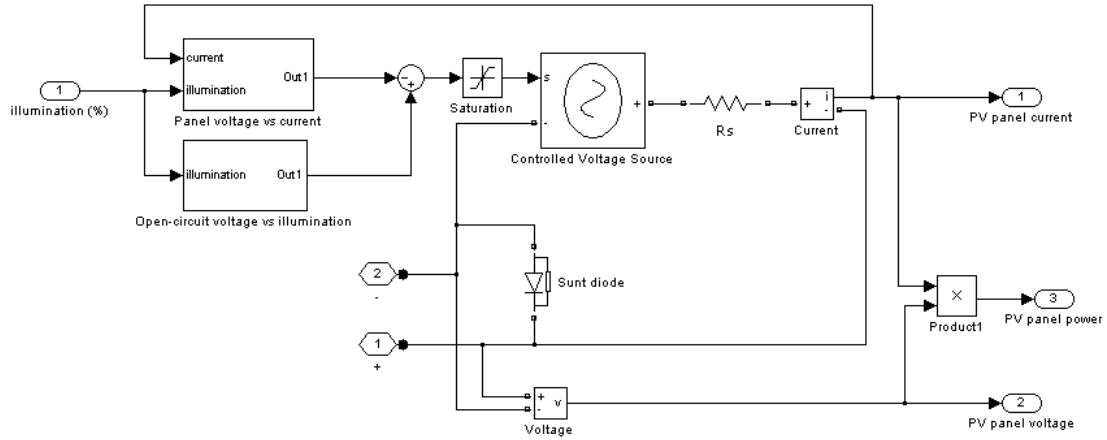 current
illumination
Out1
Panel voltage vs current
1
illumination (%)
illumination
Out1
Open-circuit voltage vs illumination
- +
Saturation
s
-
+
Controlled Voltage Source
Rs
+
i
-
Current
1
PV panel current
2
-
Sunt diode
1
+
+
-
v
Voltage
×
Product1
3
PV panel power
2
PV panel voltage